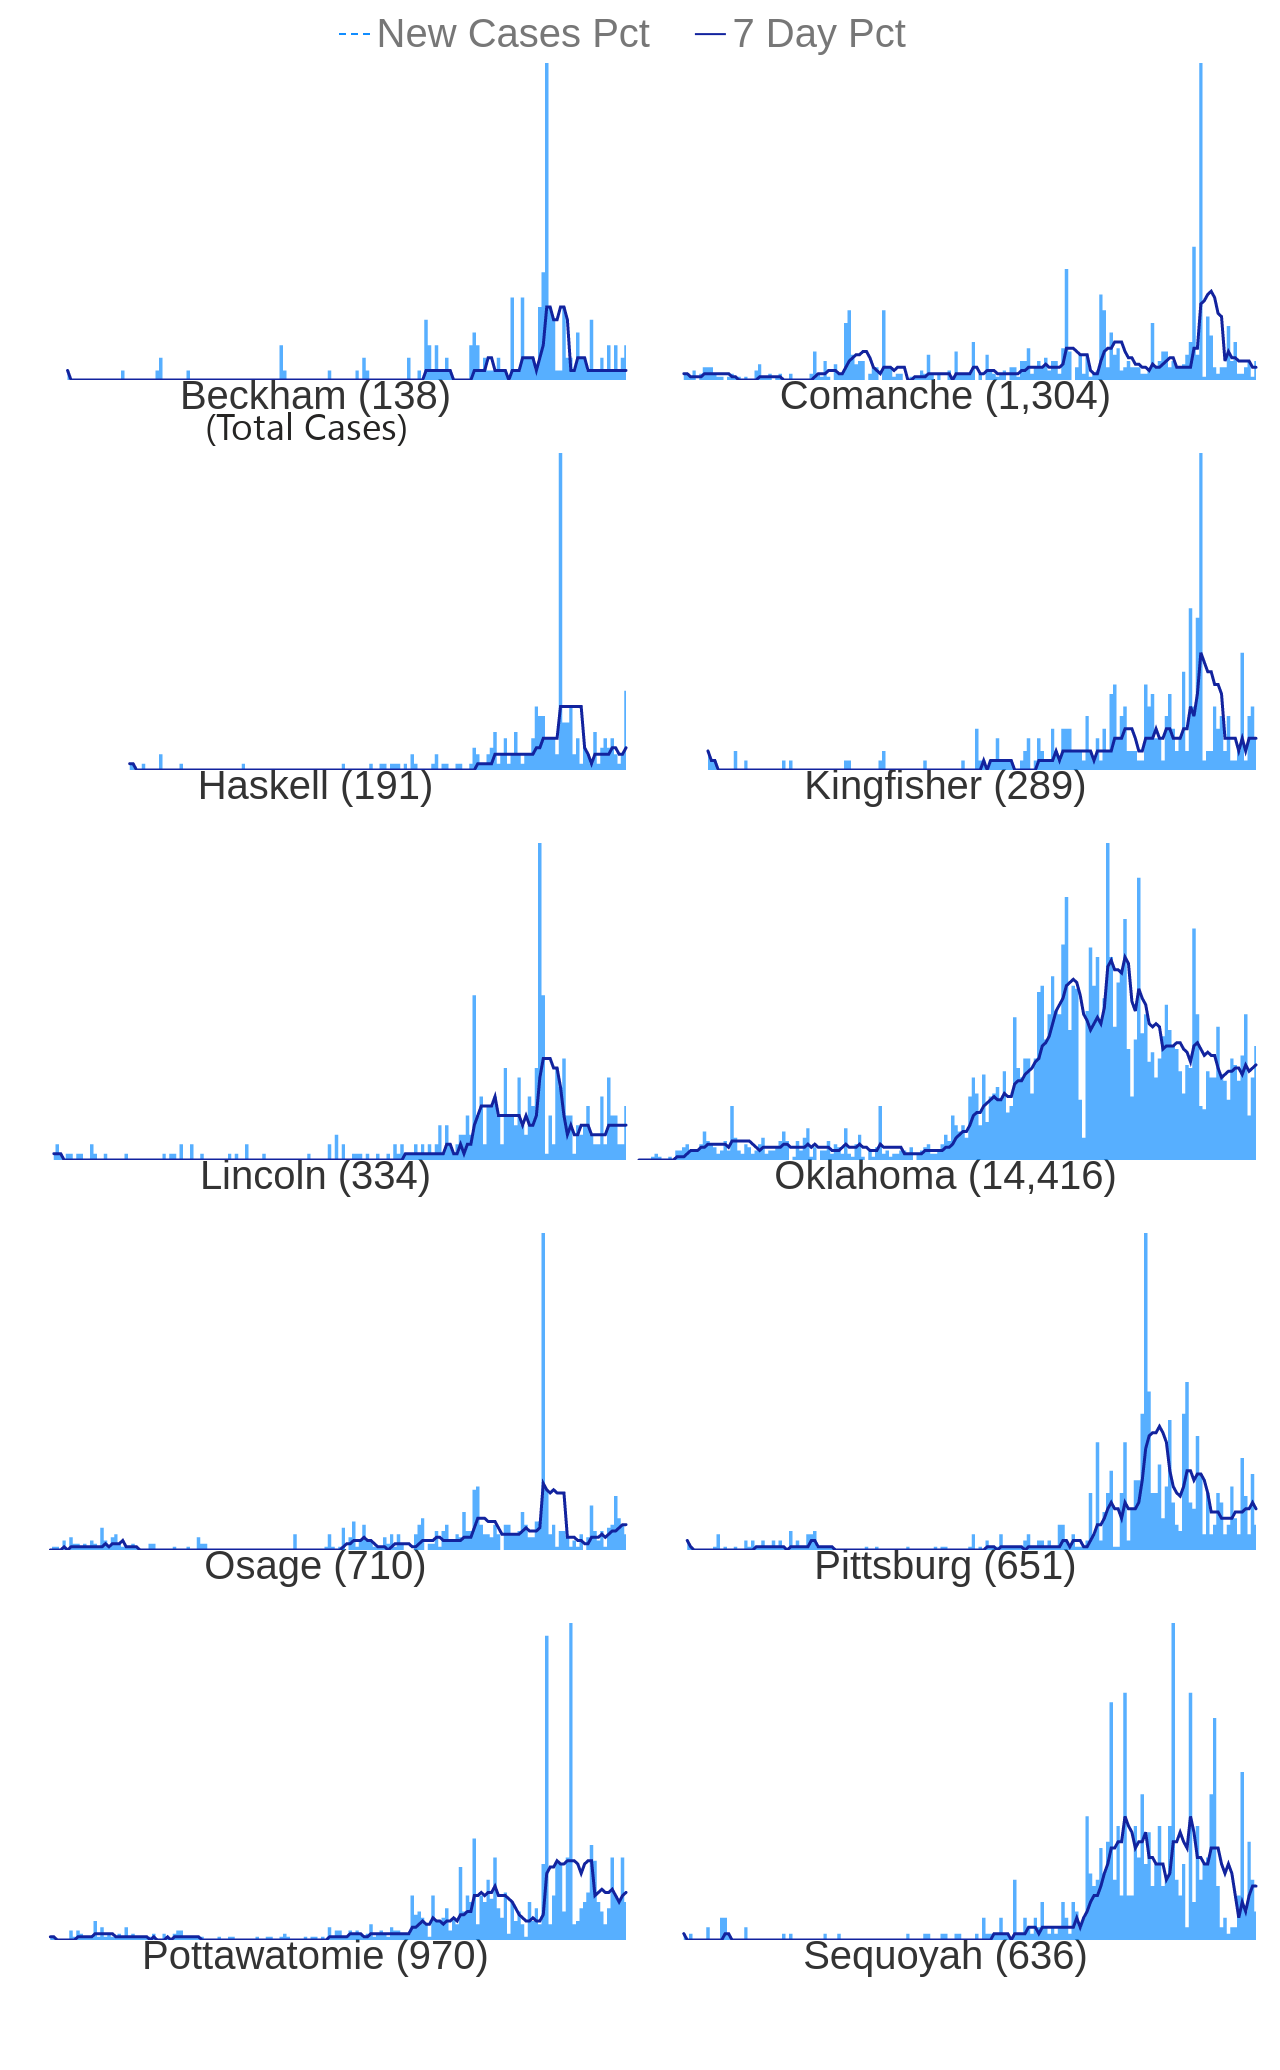 New Cases Pct 7 Day Pct
Beckham (138) Comanche (1,304)
(Total Cases)
Haskell (191) Kingfisher (289)
Lincoln (334) Oklahoma (14,416)
Osage (710) Pittsburg (651)
Pottawatomie (970) Sequoyah (636)